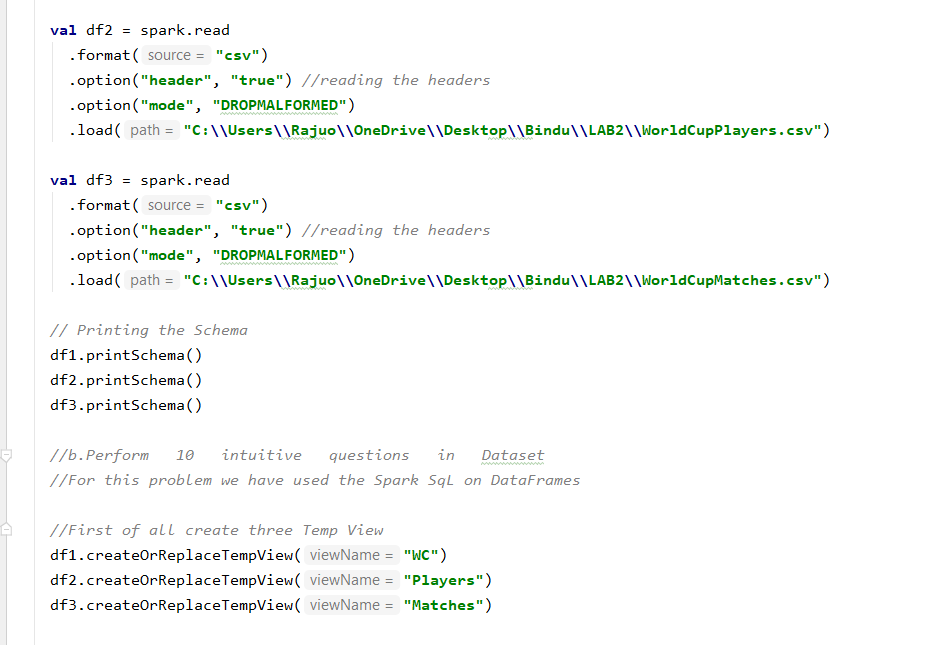 val df2 = spark.read
.format( source = "csv")
.option("header", "true") //reading the headers
.option("mode", "DROPMALFORMED")
.load( path = "C:\\Users\\Rajuo\\OneDrive\\Desktop\\Bindu\\LAB2\\WorldCupPlayers.csv")
val df3 = spark.read
.format( source = "csv")
.option("header", "true") //reading the headers
.option("mode", "DROPMALFORMED")
.load( path = "C:\\Users\\Rajuo\\OneDrive\\Desktop\\Bindu\\LAB2\\WorldCupMatches.csv")
// Printing the Schema
df1.printSchema()
df2.printSchema()
df3.printSchema()
//b.Perform 10 intuitive questions in Dataset
//For this problem we have used the Spark SqL on DataFrames
//First of all create three Temp View
df1.createOrReplaceTempView( viewName = "WC")
df2.createOrReplaceTempView( viewName = "Players")
df3.createOrReplaceTempView( viewName = "Matches")